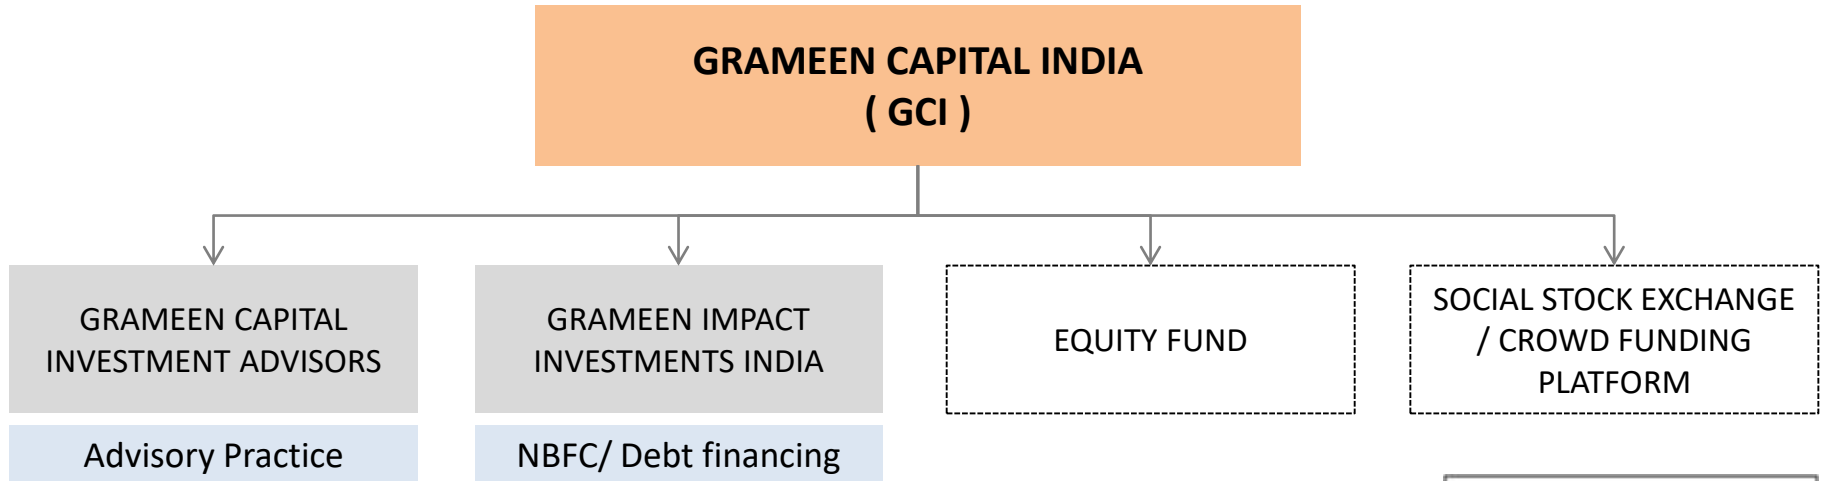 GRAMEEN CAPITAL INDIA
( GCI )
GRAMEEN CAPITAL
INVESTMENT ADVISORS
Advisory Practice
GRAMEEN IMPACT
INVESTMENTS INDIA
NBFC/ Debt financing
EQUITY FUND
SOCIAL STOCK EXCHANGE
/ CROWD FUNDING
PLATFORM